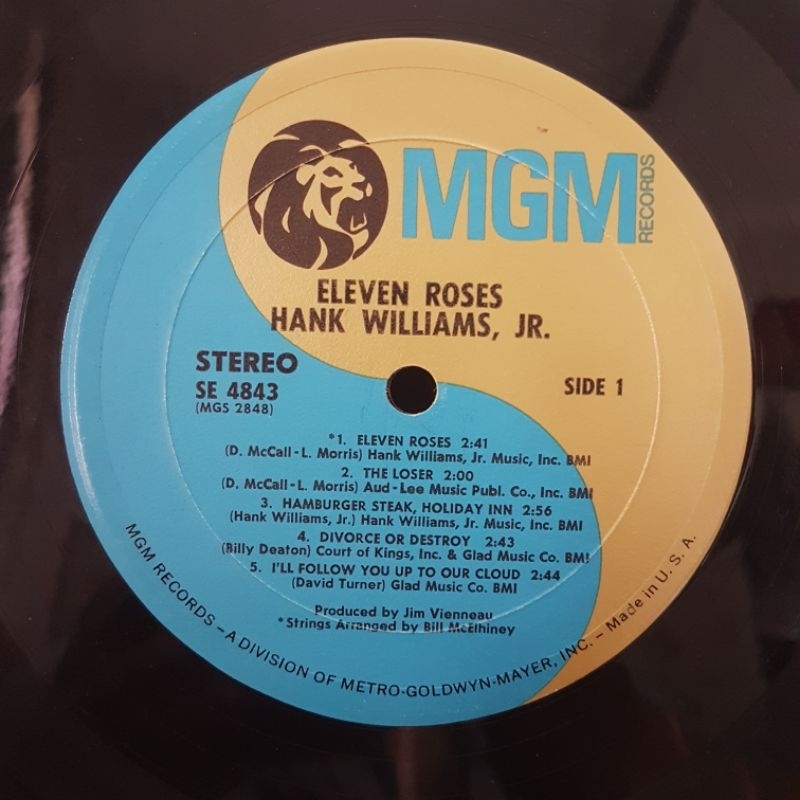 MGM
RECORDS
ELEVEN ROSES
HANK WILLIAMS, JR.
STEREO
SE 4843
(MGS 2848)
SIDE 1
*1. ELEVEN ROSES 2:41
(D. McCall-L. Morris) Hank Williams, Jr. Music, Inc. BMI
2. THE LOSER 2:00
(D. McCall-L. Morris) Aud-Lee Music Publ. Co., Inc. BMI
3. HAMBURGER STEAK, HOLIDAY INN 2:56
(Hank Williams, Jr.) Hank Williams, Jr. Music, Inc. BMI
4. DIVORCE OR DESTROY 2:43
(Billy Deaton) Court of Kings, Inc. & Glad Music Co. BMI
5. I'LL FOLLOW YOU UP TO OUR CLOUD 2:44
(David Turner) Glad Music Co. BMI
Produced by Jim Vienneau
*Strings Arranged by Bill McElhiney
MGM RECORDS – A DIVISION OF METRO-GOLDWYN-MAYER, INC. – Made in U. S. A.